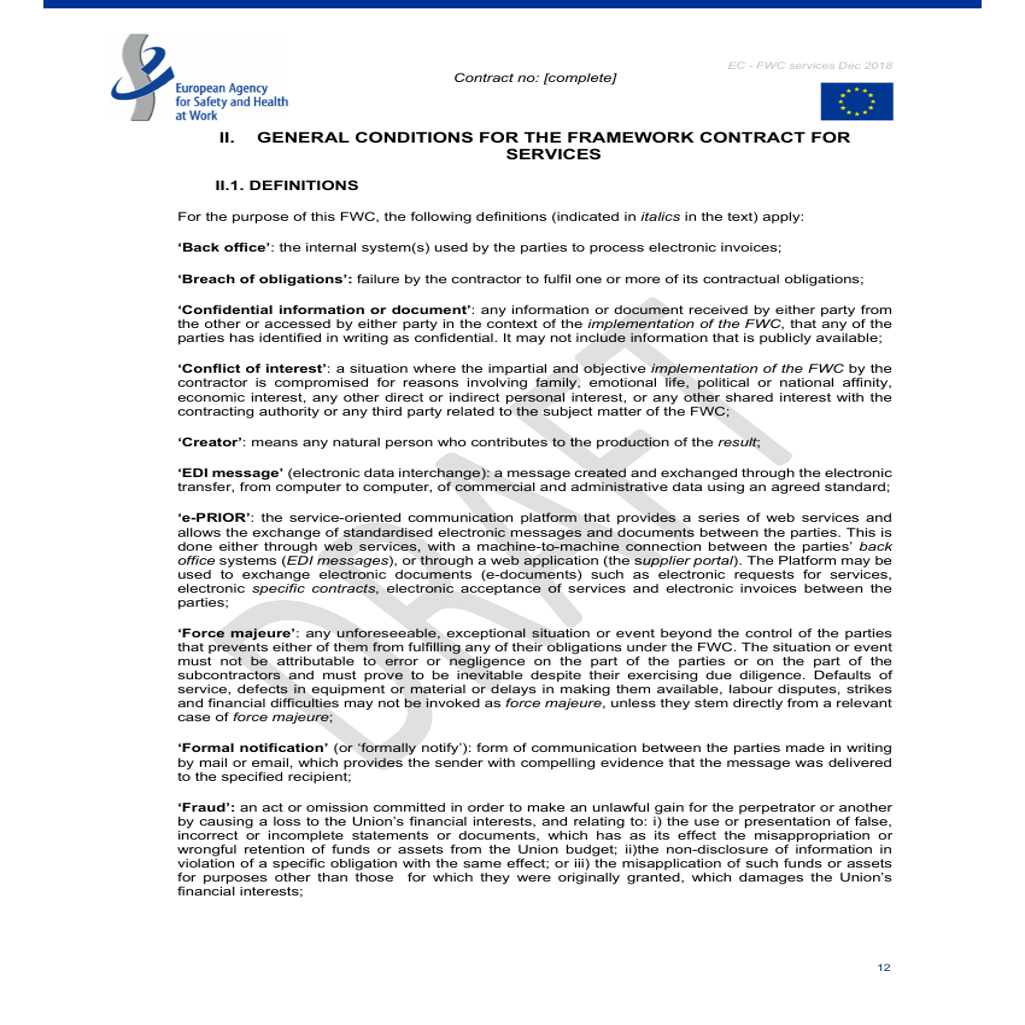 EC - FWC services Dec 2018
Contract no: [complete]
European Agency
for Safety and Health
at Work
II. GENERAL CONDITIONS FOR THE FRAMEWORK CONTRACT FOR
SERVICES
II.1. DEFINITIONS
For the purpose of this FWC, the following definitions (indicated in italics in the text) apply:
‘Back office’: the internal system(s) used by the parties to process electronic invoices;
‘Breach of obligations’: failure by the contractor to fulfil one or more of its contractual obligations;
‘Confidential information or document’: any information or document received by either party from
the other or accessed by either party in the context of the implementation of the FWC, that any of the
parties has identified in writing as confidential. It may not include information that is publicly available;
‘Conflict of interest’: a situation where the impartial and objective implementation of the FWC by the
contractor is compromised for reasons involving family, emotional life, political or national affinity,
economic interest, any other direct or indirect personal interest, or any other shared interest with the
contracting authority or any third party related to the subject matter of the FWC;
‘Creator’: means any natural person who contributes to the production of the result;
‘EDI message’ (electronic data interchange): a message created and exchanged through the electronic
transfer, from computer to computer, of commercial and administrative data using an agreed standard;
‘e-PRIOR’: the service-oriented communication platform that provides a series of web services and
allows the exchange of standardised electronic messages and documents between the parties. This is
done either through web services, with a machine-to-machine connection between the parties’ back
office systems (EDI messages), or through a web application (the supplier portal). The Platform may be
used to exchange electronic documents (e-documents) such as electronic requests for services,
electronic specific contracts, electronic acceptance of services and electronic invoices between the
parties;
‘Force majeure’: any unforeseeable, exceptional situation or event beyond the control of the parties
that prevents either of them from fulfilling any of their obligations under the FWC. The situation or event
must not be attributable to error or negligence on the part of the parties or on the part of the
subcontractors and must prove to be inevitable despite their exercising due diligence. Defaults of
service, defects in equipment or material or delays in making them available, labour disputes, strikes
and financial difficulties may not be invoked as force majeure, unless they stem directly from a relevant
case of force majeure;
‘Formal notification’ (or ‘formally notify’): form of communication between the parties made in writing
by mail or email, which provides the sender with compelling evidence that the message was delivered
to the specified recipient;
‘Fraud’: an act or omission committed in order to make an unlawful gain for the perpetrator or another
by causing a loss to the Union’s financial interests, and relating to: i) the use or presentation of false,
incorrect or incomplete statements or documents, which has as its effect the misappropriation or
wrongful retention of funds or assets from the Union budget; ii)the non-disclosure of information in
violation of a specific obligation with the same effect; or iii) the misapplication of such funds or assets
for purposes other than those for which they were originally granted, which damages the Union’s
financial interests;
DRAFT
12